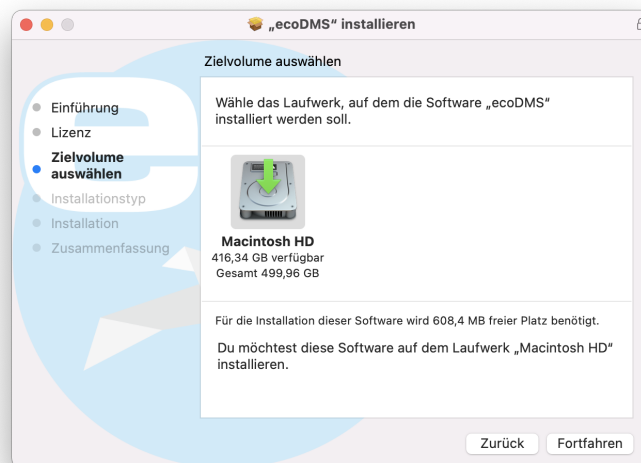 „ecoDMS“ installieren
Zielvolume auswählen
Einführung
Lizenz
Zielvolume
auswählen
Installationstyp
Installation
Zusammenfassung
Wähle das Laufwerk, auf dem die Software „ecoDMS“
installiert werden soll.
Macintosh HD
416,34 GB verfügbar
Gesamt 499,96 GB
Für die Installation dieser Software wird 608,4 MB freier Platz benötigt.
Du möchtest diese Software auf dem Laufwerk „Macintosh HD“
installieren.
Zurück
Fortfahren